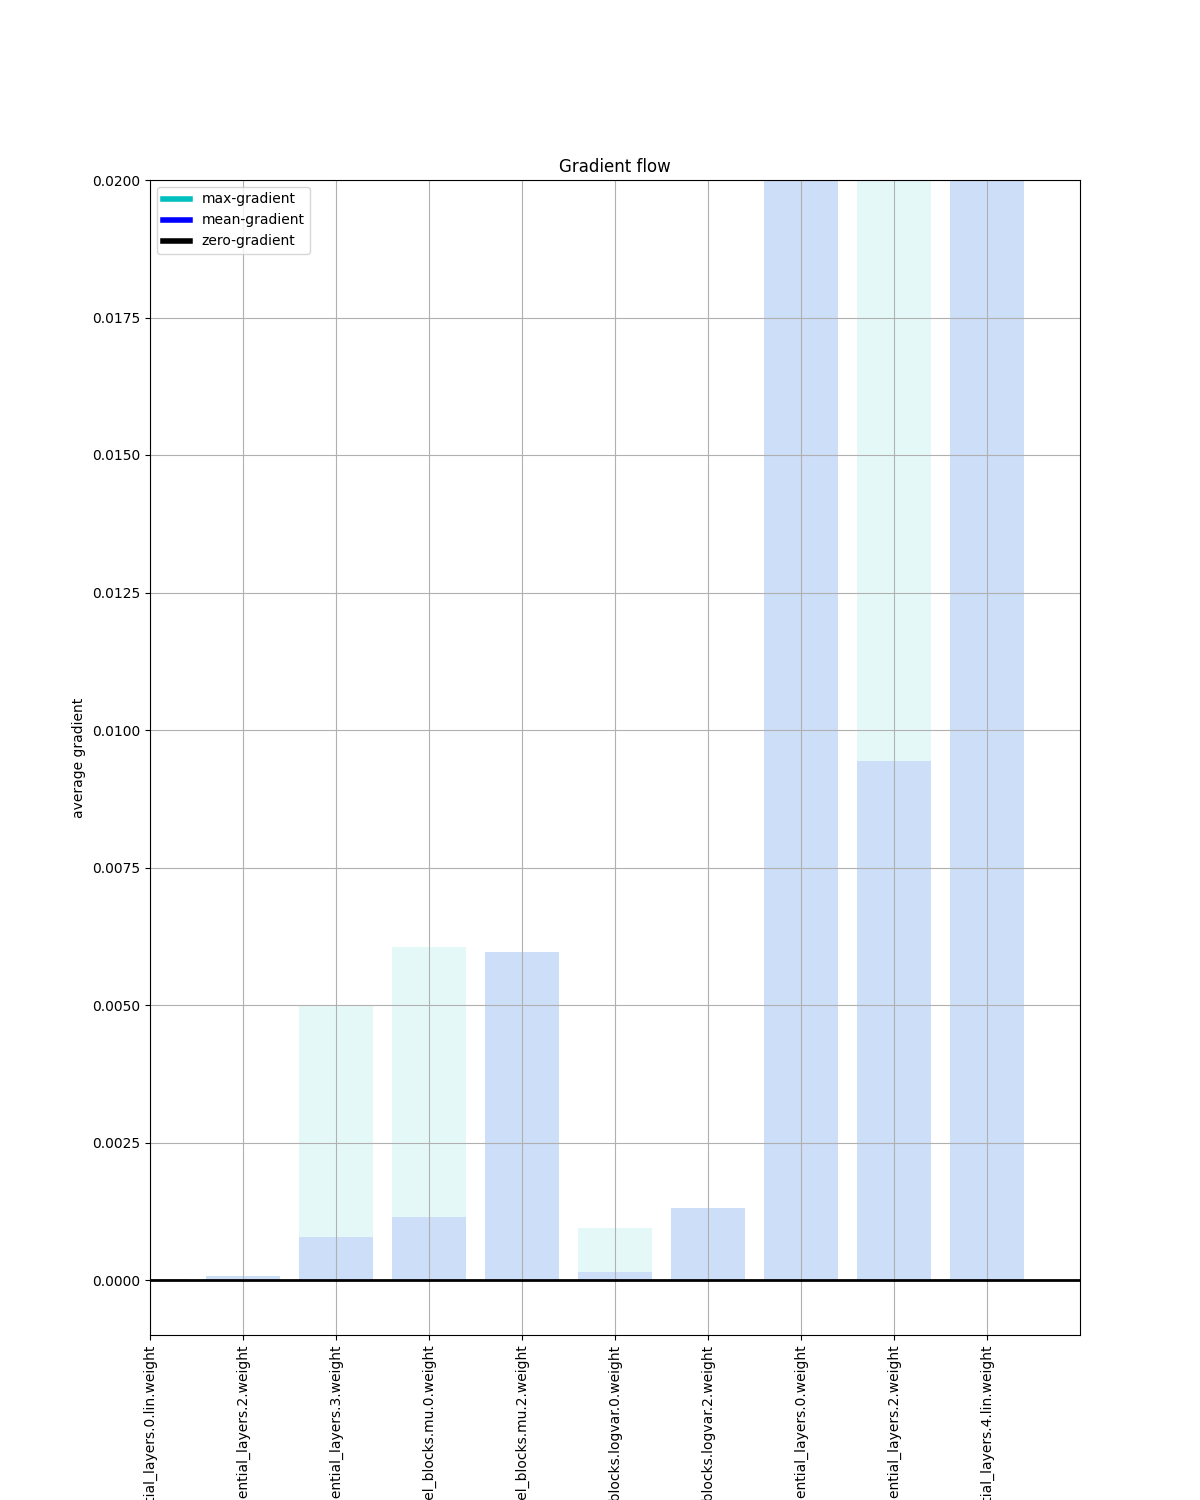 Gradient flow
max-gradient
mean-gradient
zero-gradient
0.0200
0.0175
0.0150
0.0125
0.0100
0.0075
0.0050
0.0025
0.0000
average gradient
tial_layers.0.lin.weight
ential_layers.2.weight
ential_layers.3.weight
el_blocks.mu.0.weight
el_blocks.mu.2.weight
blocks.logvar.0.weight
blocks.logvar.2.weight
ential_layers.0.weight
ential_layers.2.weight
tial_layers.4.lin.weight